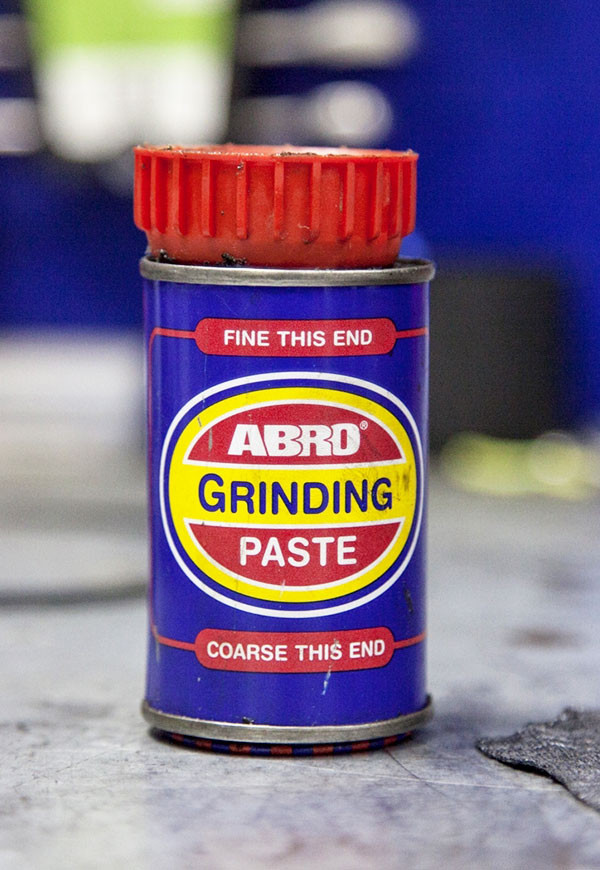 FINE THIS END
ABRO®
GRINDING
PASTE
COARSE THIS END